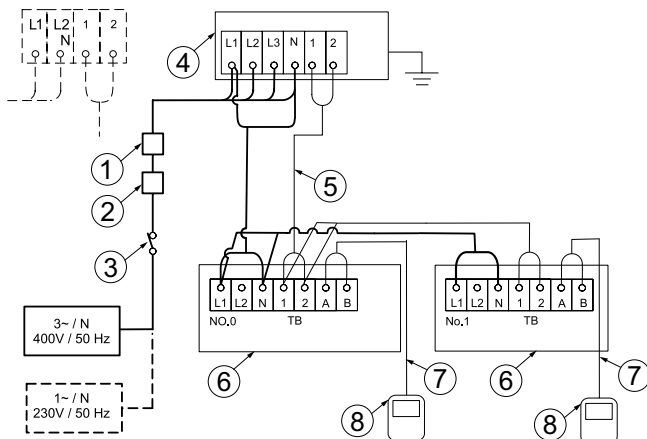 L1 L2 1 2
N
L1 L2 L3 N 1 2
4
1
2
3
5
L1 L2 N 1 2 A B
NO.0 TB
L1 L2 N 1 2 A B
No.1 TB
3~ / N
400V / 50 Hz
1~ / N
230V / 50 Hz
6
7
8
6
7
8